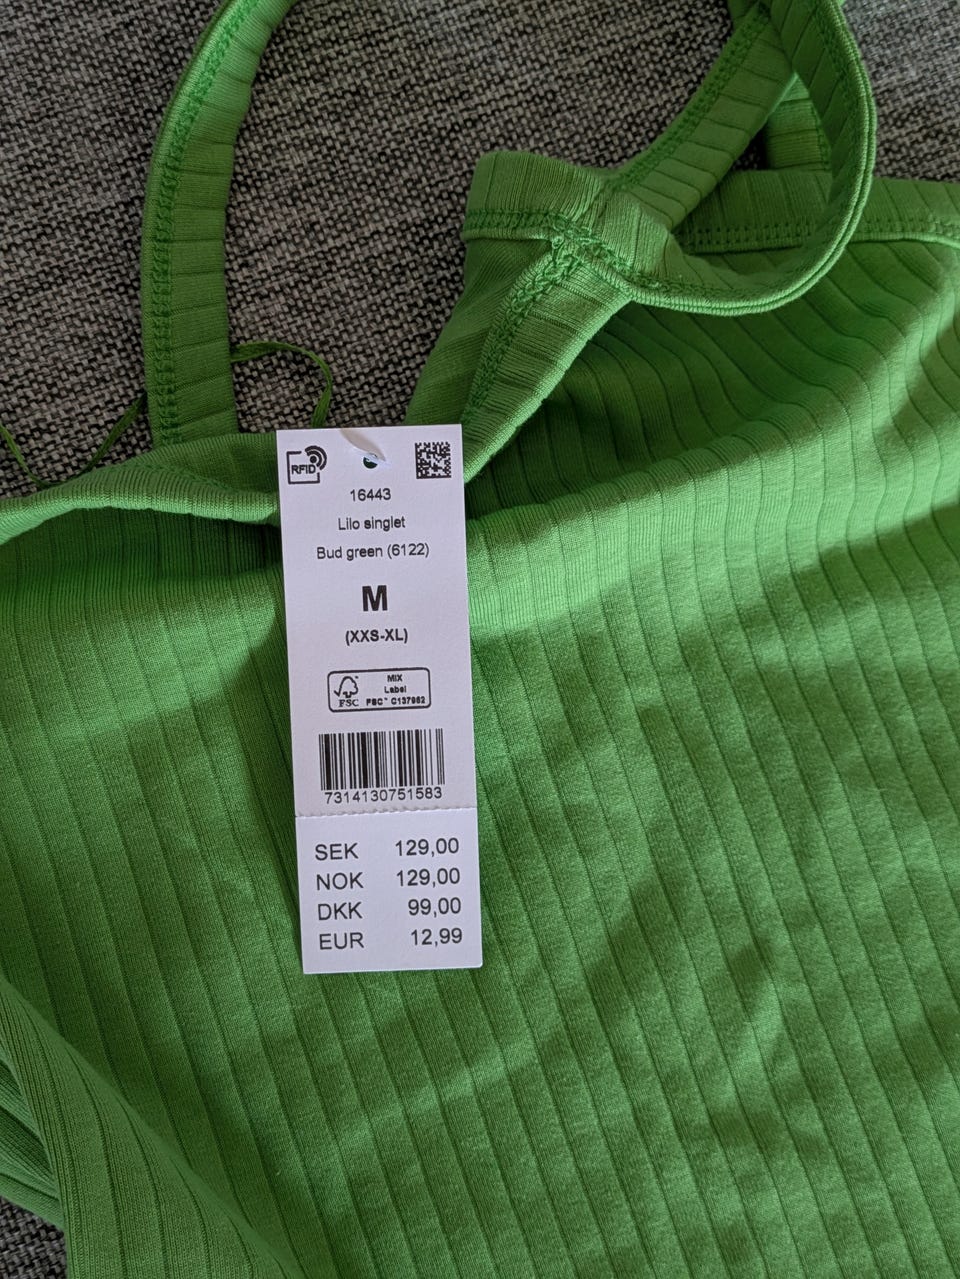 RFID
16443
Lilo singlet
Bud green (6122)
M
(XXS-XL)
FSC
MIX
Label
FSC™ C137962
7314130751583
SEK 129,00
NOK 129,00
DKK 99,00
EUR 12,99